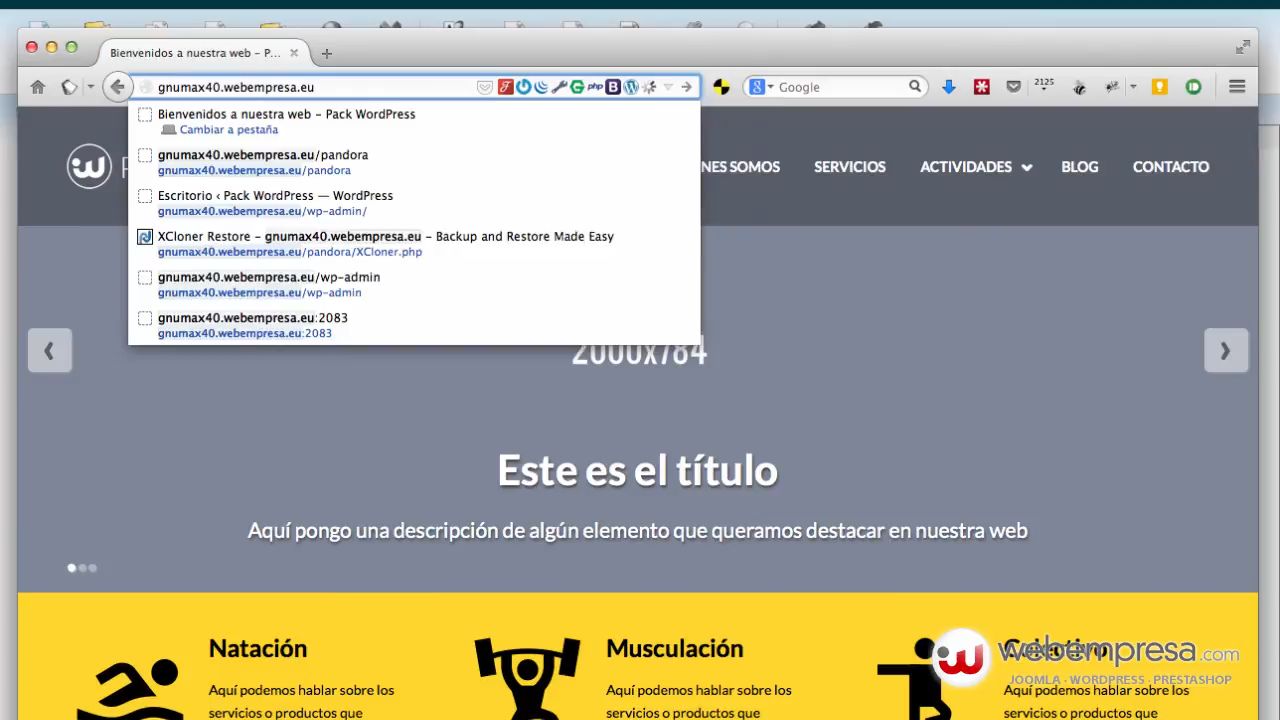 Bienvenidos a nuestra web – P...
gnumax40.webempresa.eu
php
B
Google
2125
Bienvenidos a nuestra web – Pack WordPress
Cambiar a pestaña
gnumax40.webempresa.eu/pandora
gnumax40.webempresa.eu/pandora
Escritorio ‹ Pack WordPress — WordPress
gnumax40.webempresa.eu/wp-admin/
XCloner Restore – gnumax40.webempresa.eu – Backup and Restore Made Easy
gnumax40.webempresa.eu/pandora/XCloner.php
gnumax40.webempresa.eu/wp-admin
gnumax40.webempresa.eu/wp-admin
gnumax40.webempresa.eu:2083
gnumax40.webempresa.eu:2083
NES SOMOS
SERVICIOS
ACTIVIDADES
BLOG
CONTACTO
2000x784
Este es el título
Aquí pongo una descripción de algún elemento que queramos destacar en nuestra web
Natación
Aquí podemos hablar sobre los
servicios o productos que
Musculación
Aquí podemos hablar sobre los
servicios o productos que
webempresa.com
JOOMLA · WORDPRESS · PRESTASHOP
Aquí podemos hablar sobre los
servicios o productos que